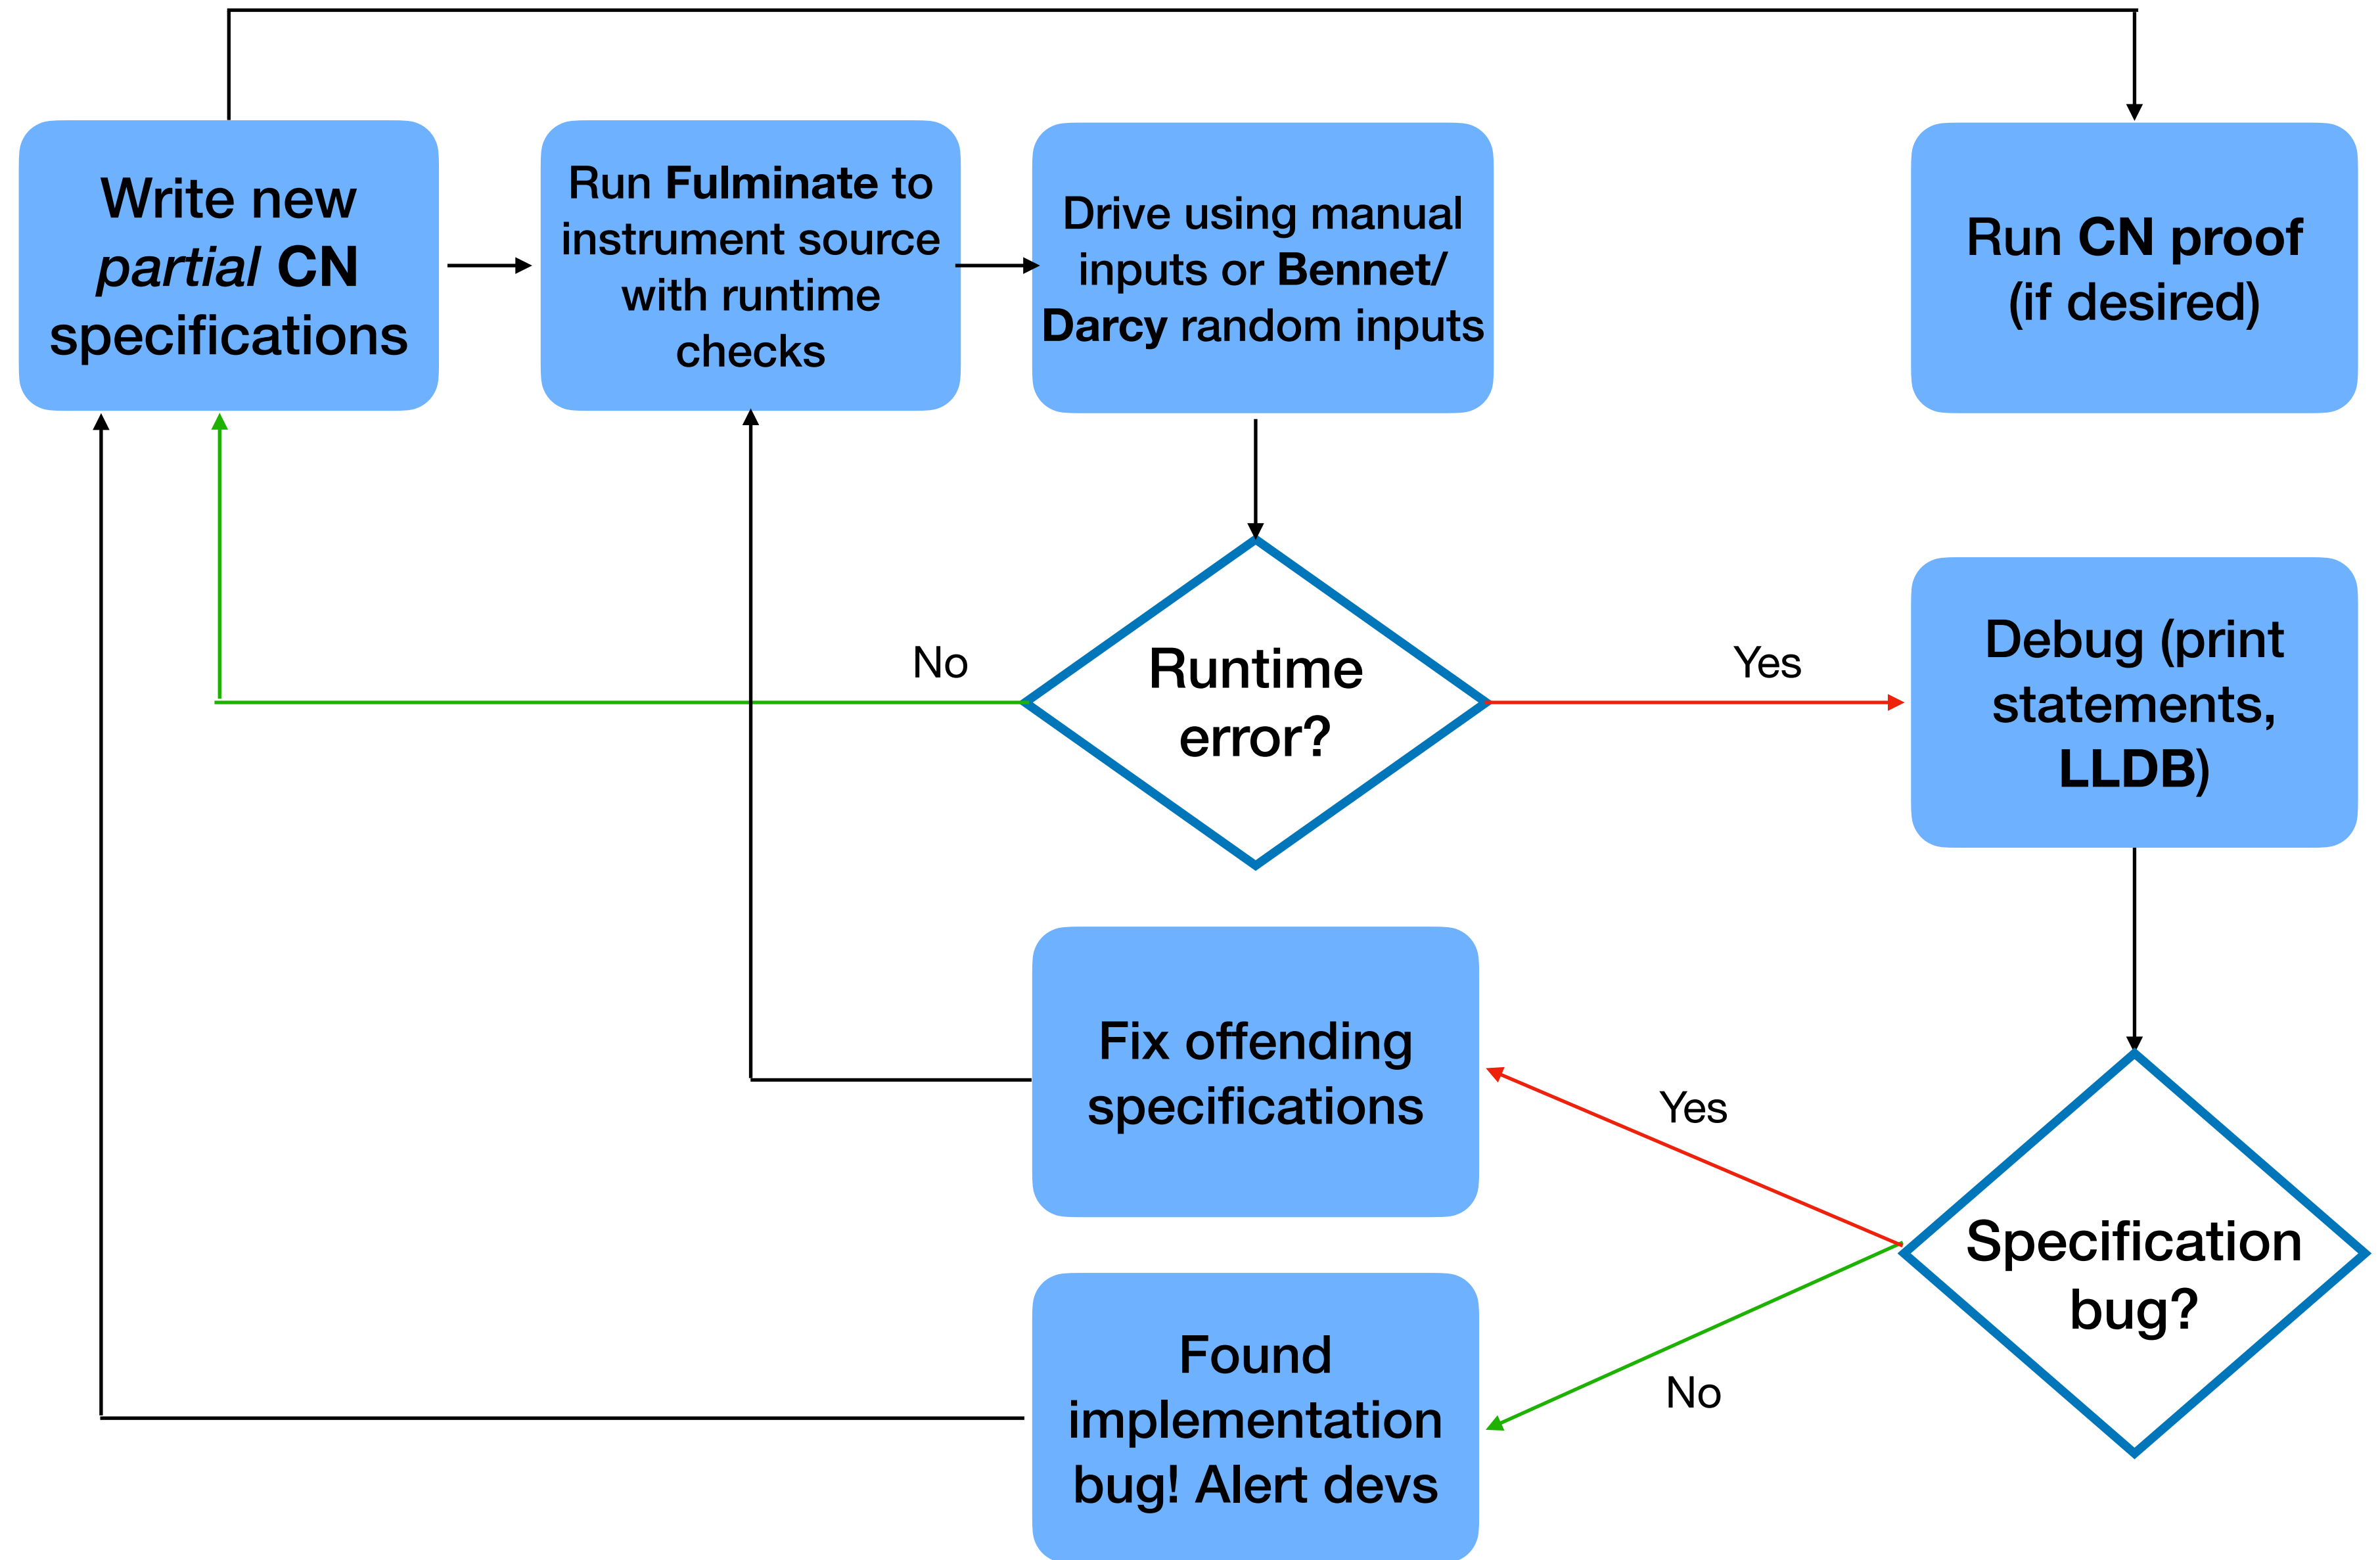 Write new
partial CN
specifications
Run Fulminate to
instrument source
with runtime
checks
Drive using manual
inputs or Bennet/
Darcy random inputs
Run CN proof
(if desired)
No
Runtime
error?
Yes
Debug (print
statements,
LLDB)
Fix offending
specifications
Yes
Specification
bug?
No
Found
implementation
bug! Alert devs